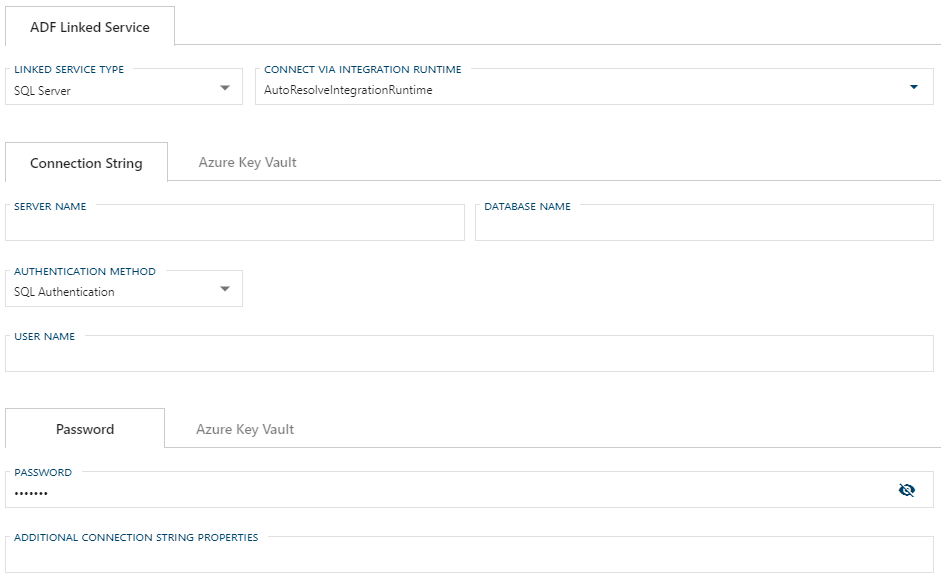 ADF Linked Service
LINKED SERVICE TYPE
SQL Server
CONNECT VIA INTEGRATION RUNTIME
AutoResolveIntegrationRuntime
Connection String
Azure Key Vault
SERVER NAME
DATABASE NAME
AUTHENTICATION METHOD
SQL Authentication
USER NAME
Password
Azure Key Vault
PASSWORD
•••••••
ADDITIONAL CONNECTION STRING PROPERTIES